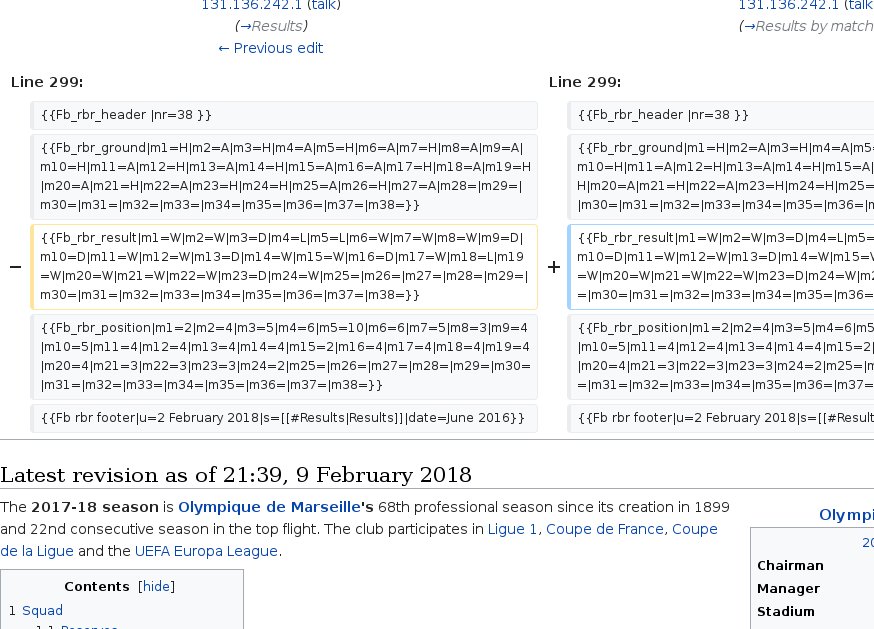 131.136.242.1 (talk)
(→Results)
← Previous edit
131.136.242.1 (talk
(→Results by match
Line 299:
{{Fb_rbr_header |nr=38 }}
{{Fb_rbr_ground|m1=H|m2=A|m3=H|m4=A|m5=H|m6=A|m7=H|m8=A|m9=A|
m10=H|m11=A|m12=H|m13=A|m14=H|m15=A|m16=A|m17=H|m18=A|m19=H
|m20=A|m21=H|m22=A|m23=H|m24=H|m25=A|m26=H|m27=A|m28=|m29=|
m30=|m31=|m32=|m33=|m34=|m35=|m36=|m37=|m38=}}
−
{{Fb_rbr_result|m1=W|m2=W|m3=D|m4=L|m5=L|m6=W|m7=W|m8=W|m9=D|
m10=D|m11=W|m12=W|m13=D|m14=W|m15=W|m16=D|m17=W|m18=L|m19
=W|m20=W|m21=W|m22=W|m23=D|m24=W|m25=|m26=|m27=|m28=|m29=|
m30=|m31=|m32=|m33=|m34=|m35=|m36=|m37=|m38=}}
{{Fb_rbr_position|m1=2|m2=4|m3=5|m4=6|m5=10|m6=6|m7=5|m8=3|m9=4
|m10=5|m11=4|m12=4|m13=4|m14=4|m15=2|m16=4|m17=4|m18=4|m19=4
|m20=4|m21=3|m22=3|m23=3|m24=2|m25=|m26=|m27=|m28=|m29=|m30=
|m31=|m32=|m33=|m34=|m35=|m36=|m37=|m38=}}
{{Fb rbr footer|u=2 February 2018|s=[[#Results|Results]]|date=June 2016}}
Line 299:
{{Fb_rbr_header |nr=38 }}
{{Fb_rbr_ground|m1=H|m2=A|m3=H|m4=A|m5=
m10=H|m11=A|m12=H|m13=A|m14=H|m15=A|
H|m20=A|m21=H|m22=A|m23=H|m24=H|m25=
|m30=|m31=|m32=|m33=|m34=|m35=|m36=|m
+
{{Fb_rbr_result|m1=W|m2=W|m3=D|m4=L|m5=
m10=D|m11=W|m12=W|m13=D|m14=W|m15=W
=W|m20=W|m21=W|m22=W|m23=D|m24=W|m2
=|m30=|m31=|m32=|m33=|m34=|m35=|m36=
{{Fb_rbr_position|m1=2|m2=4|m3=5|m4=6|m5
|m10=5|m11=4|m12=4|m13=4|m14=4|m15=2|
|m20=4|m21=3|m22=3|m23=3|m24=2|m25=|m
=|m31=|m32=|m33=|m34=|m35=|m36=|m37=
{{Fb rbr footer|u=2 February 2018|s=[[#Result
Latest revision as of 21:39, 9 February 2018
The 2017-18 season is Olympique de Marseille's 68th professional season since its creation in 1899
and 22nd consecutive season in the top flight. The club participates in Ligue 1, Coupe de France, Coupe
de la Ligue and the UEFA Europa League.
Contents [hide]
1 Squad
1.1 Reserves
Olympi
20
Chairman
Manager
Stadium